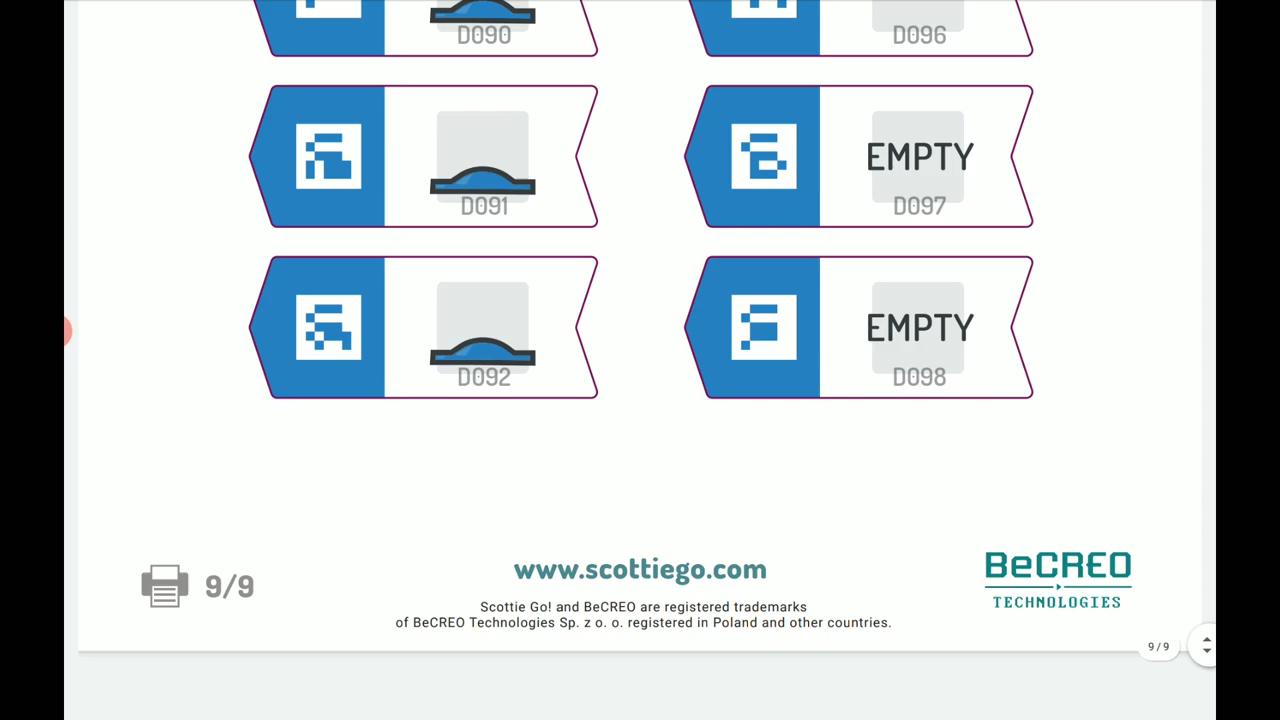 D090
D096
D091
EMPTY
D097
D092
EMPTY
D098
9/9
www.scottiego.com
Scottie Go! and BeCREO are registered trademarks
of BeCREO Technologies Sp. z o. o. registered in Poland and other countries.
BeCREO
TECHNOLOGIES
9/9